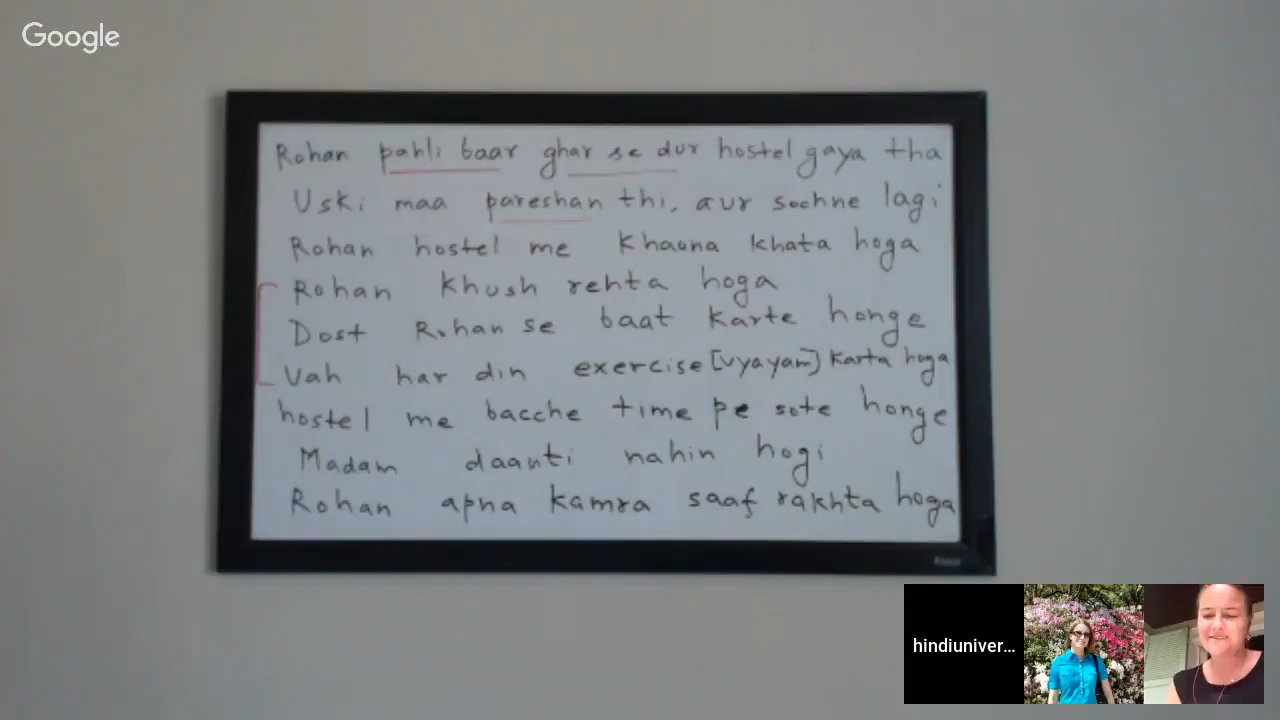 Google
Rohan pahli baar ghar se dur hostel gaya tha
Uski maa pareshan thi, aur sochne lagi
Rohan hostel me Khaana khata hoga
Rohan khush rehta hoga
Dost Rohan se baat karte honge
Vah har din exercise [vyayam] karta hoga
hostel me bacche time pe sote honge
Madam daanti nahin hogi
Rohan apna kamra saaf rakhta hoga
hindiuniver...